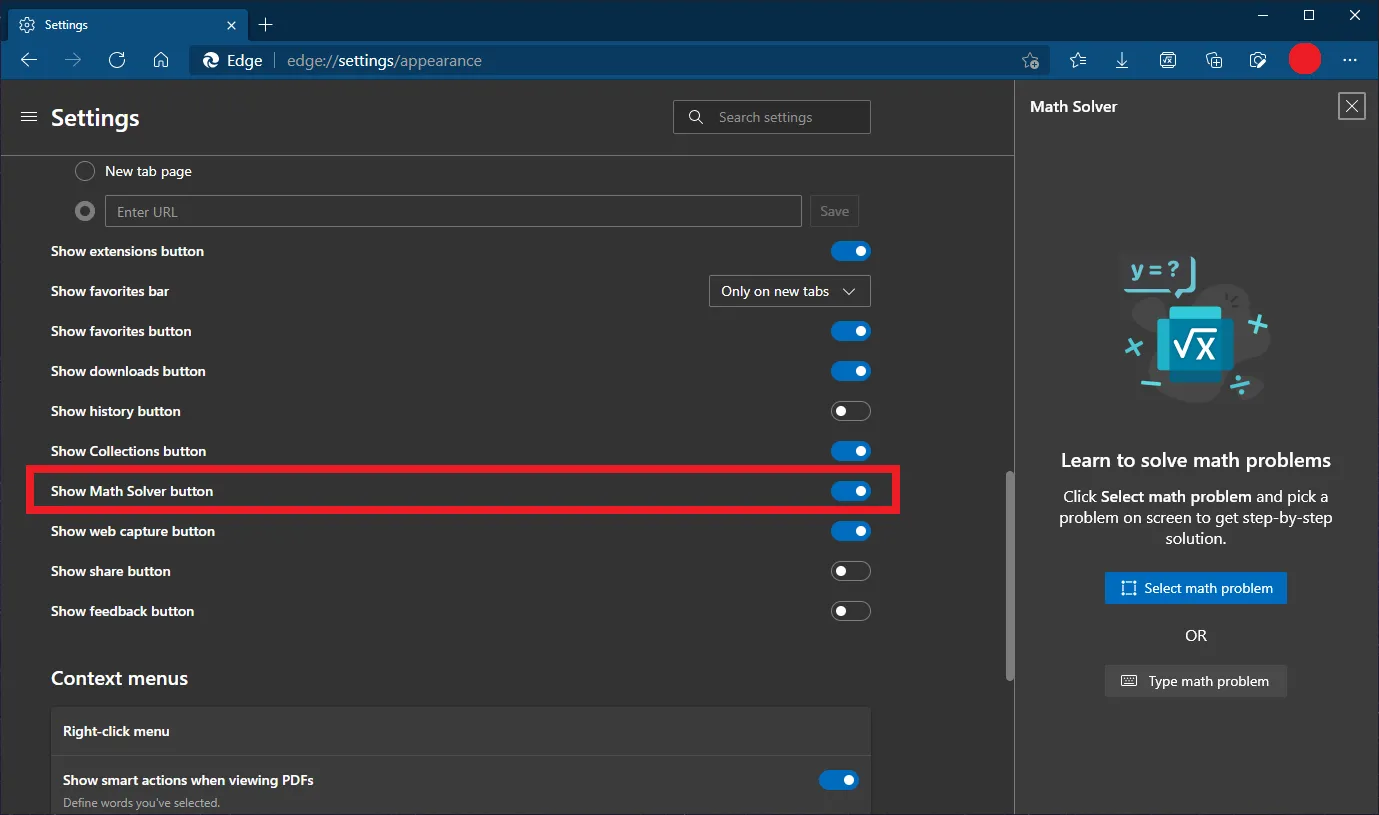 Settings
Edge
edge://settings/appearance
Settings
Search settings
New tab page
Enter URL
Save
Show extensions button
Show favorites bar
Only on new tabs
Show favorites button
Show downloads button
Show history button
Show Collections button
Show Math Solver button
Show web capture button
Show share button
Show feedback button
Context menus
Right-click menu
Show smart actions when viewing PDFs
Define words you've selected.
Math Solver
y = ?
√x
Learn to solve math problems
Click Select math problem and pick a
problem on screen to get step-by-step
solution.
Select math problem
OR
Type math problem